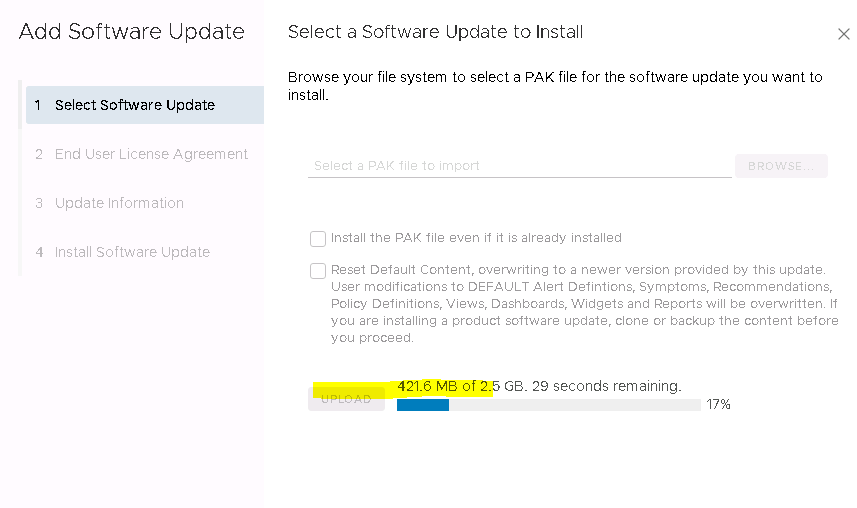 Add Software Update
1 Select Software Update
2 End User License Agreement
3 Update Information
4 Install Software Update
Select a Software Update to Install
Browse your file system to select a PAK file for the software update you want to
install.
Select a PAK file to import
BROWSE...
Install the PAK file even if it is already installed
Reset Default Content, overwriting to a newer version provided by this update.
User modifications to DEFAULT Alert Defintions, Symptoms, Recommendations,
Policy Definitions, Views, Dashboards, Widgets and Reports will be overwritten. If
you are installing a product software update, clone or backup the content before
you proceed.
UPLOAD
421.6 MB of 2.5 GB. 29 seconds remaining.
17%